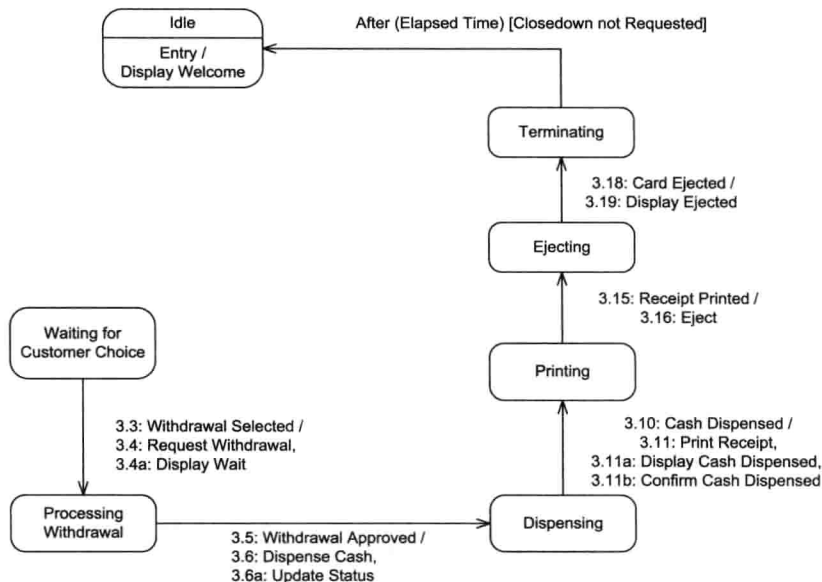 Idle
After (Elapsed Time) [Closedown not Requested]
Entry /
Display Welcome
Terminating
3.18: Card Ejected /
3.19: Display Ejected
Ejecting
3.15: Receipt Printed /
3.16: Eject
Waiting for
Customer Choice
Printing
3.3: Withdrawal Selected /
3.4: Request Withdrawal,
3.4a: Display Wait
3.10: Cash Dispensed /
3.11: Print Receipt,
3.11a: Display Cash Dispensed,
3.11b: Confirm Cash Dispensed
Processing
Withdrawal
Dispensing
3.5: Withdrawal Approved /
3.6: Dispense Cash,
3.6a: Update Status